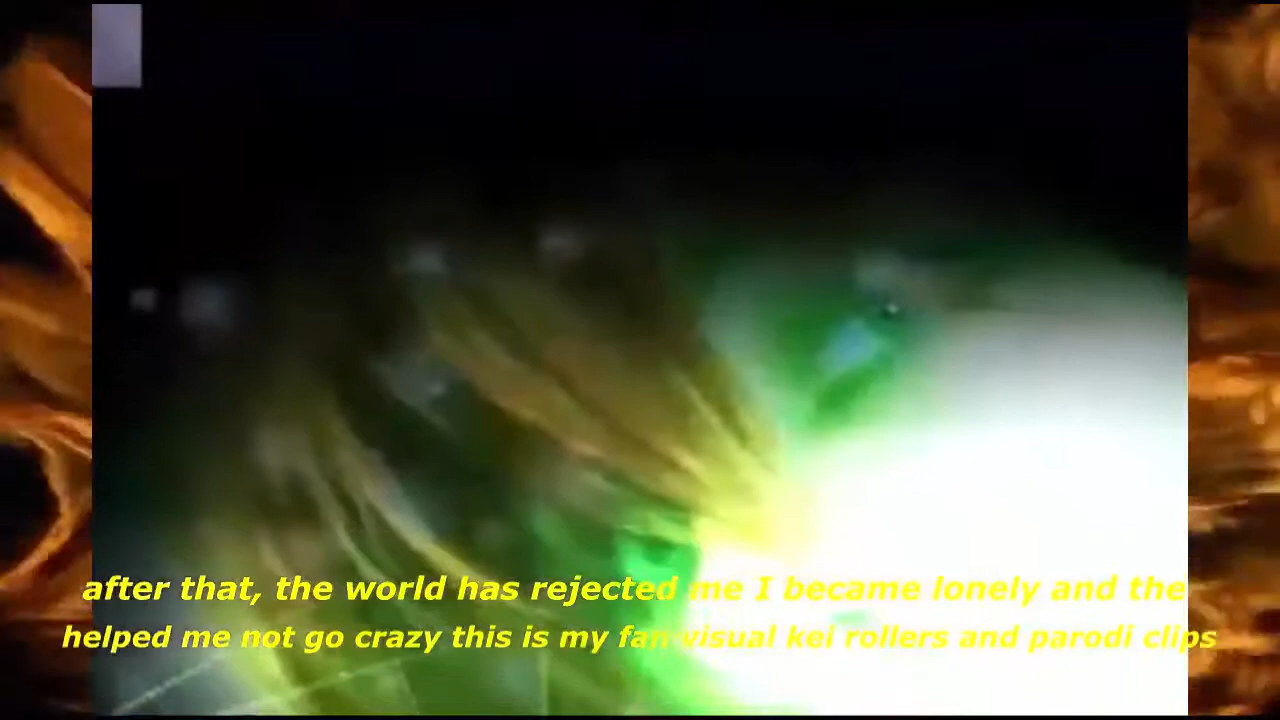 after that, the world has rejected me I became lonely and the
helped me not go crazy this is my fan visual kei rollers and parodi clips